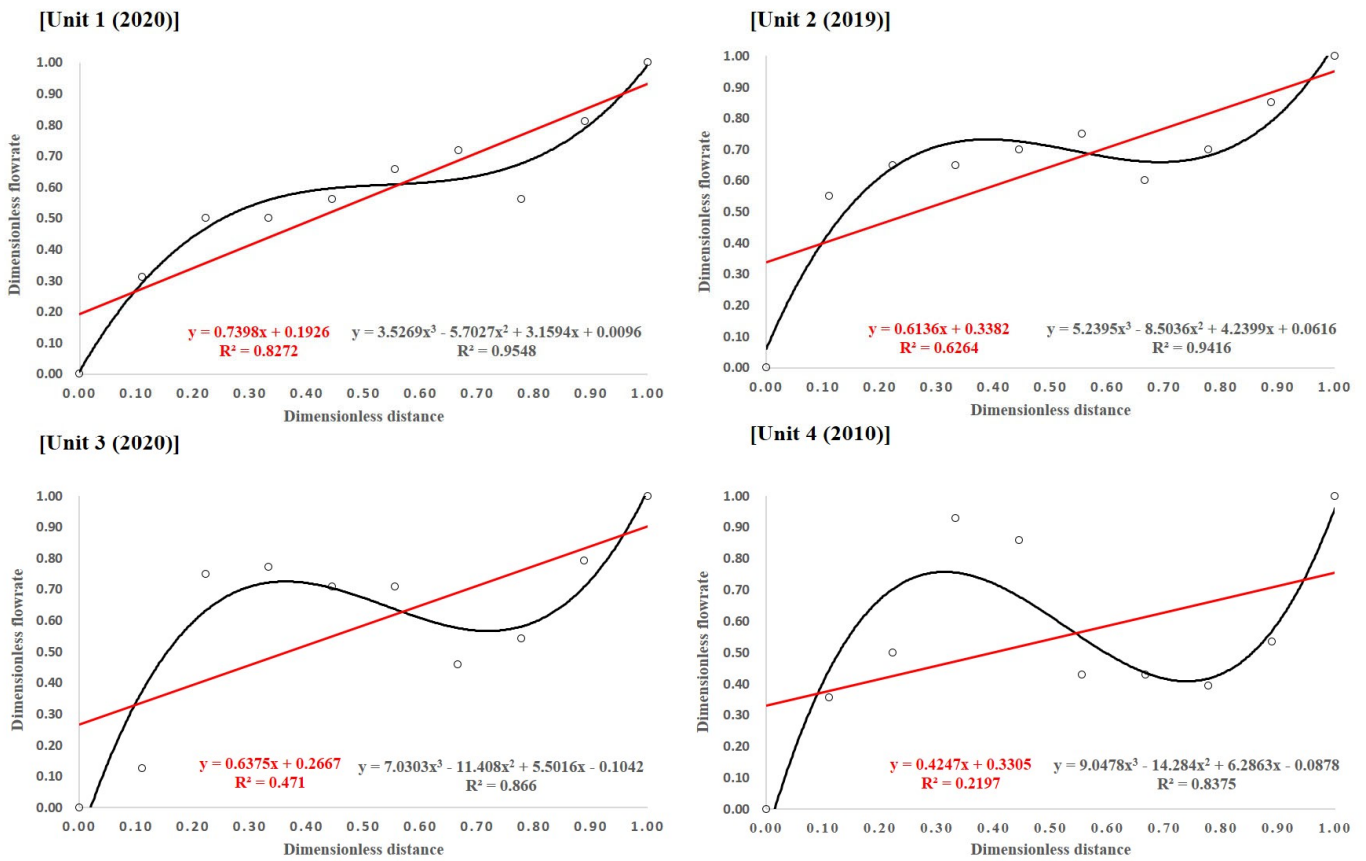 [Unit 1 (2020)]
1.00
0.90
0.80
0.70
0.60
0.50
0.40
0.30
0.20
0.10
0.00
Dimensionless flowrate
y = 0.7398x + 0.1926
R² = 0.8272
y = 3.5269x³ - 5.7027x² + 3.1594x + 0.0096
R² = 0.9548
0.00 0.10 0.20 0.30 0.40 0.50 0.60 0.70 0.80 0.90 1.00
Dimensionless distance
[Unit 2 (2019)]
1.00
0.90
0.80
0.70
0.60
0.50
0.40
0.30
0.20
0.10
0.00
Dimensionless flowrate
y = 0.6136x + 0.3382
R² = 0.6264
y = 5.2395x³ - 8.5036x² + 4.2399x + 0.0616
R² = 0.9416
0.00 0.10 0.20 0.30 0.40 0.50 0.60 0.70 0.80 0.90 1.00
Dimensionless distance
[Unit 3 (2020)]
1.00
0.90
0.80
0.70
0.60
0.50
0.40
0.30
0.20
0.10
0.00
Dimensionless flowrate
y = 0.6375x + 0.2667
R² = 0.471
y = 7.0303x³ - 11.408x² + 5.5016x - 0.1042
R² = 0.866
0.00 0.10 0.20 0.30 0.40 0.50 0.60 0.70 0.80 0.90 1.00
Dimensionless distance
[Unit 4 (2010)]
1.00
0.90
0.80
0.70
0.60
0.50
0.40
0.30
0.20
0.10
0.00
Dimensionless flowrate
y = 0.4247x + 0.3305
R² = 0.2197
y = 9.0478x³ - 14.284x² + 6.2863x - 0.0878
R² = 0.8375
0.00 0.10 0.20 0.30 0.40 0.50 0.60 0.70 0.80 0.90 1.00
Dimensionless distance